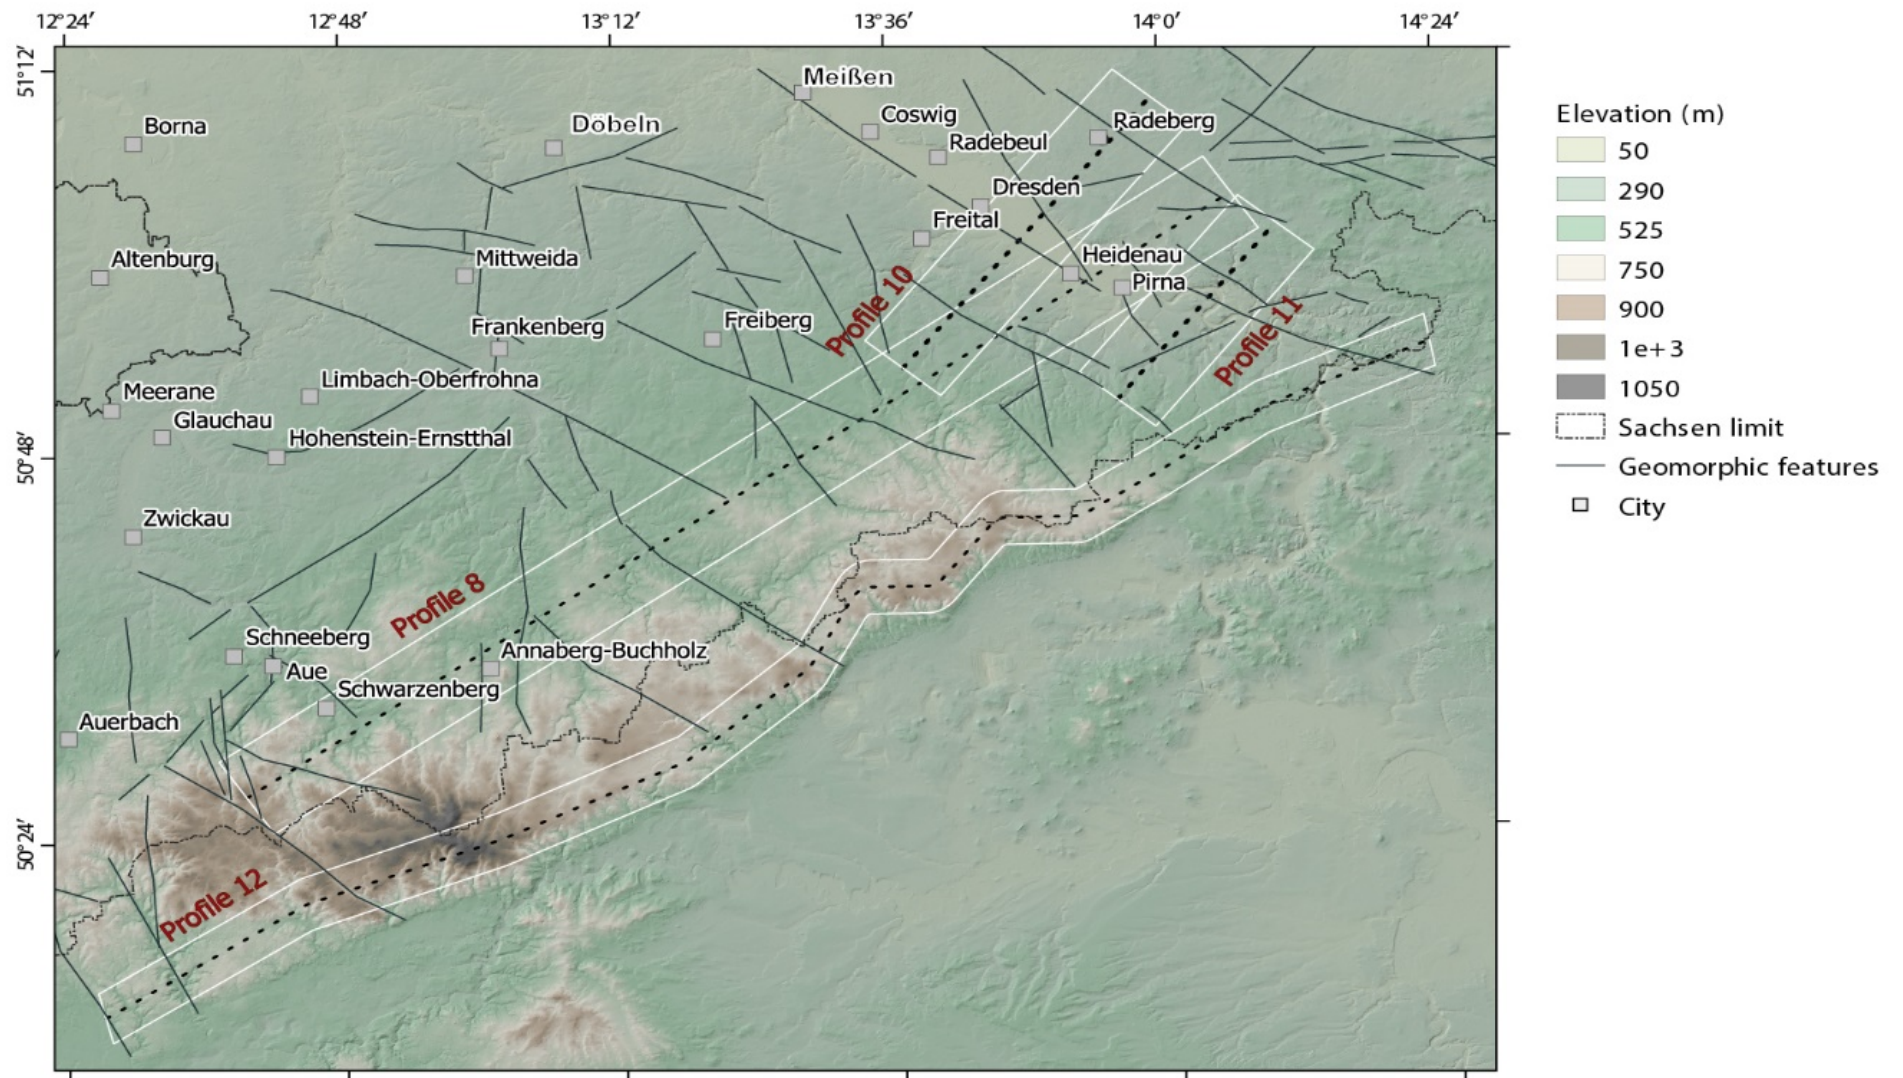 12°24′
12°48′
13°12′
13°36′
14°0′
14°24′
51°12′
50°48′
50°24′
Meißen
Borna
Döbeln
Coswig
Radeberg
Radebeul
Dresden
Freital
Altenburg
Mittweida
Heidenau
Pirna
Profile 10
Profile 11
Frankenberg
Freiberg
Meerane
Limbach-Oberfrohna
Glauchau
Hohenstein-Ernstthal
Zwickau
Profile 8
Schneeberg
Aue
Annaberg-Buchholz
Schwarzenberg
Auerbach
Profile 12
Elevation (m)
50
290
525
750
900
1e+3
1050
Sachsen limit
Geomorphic features
City